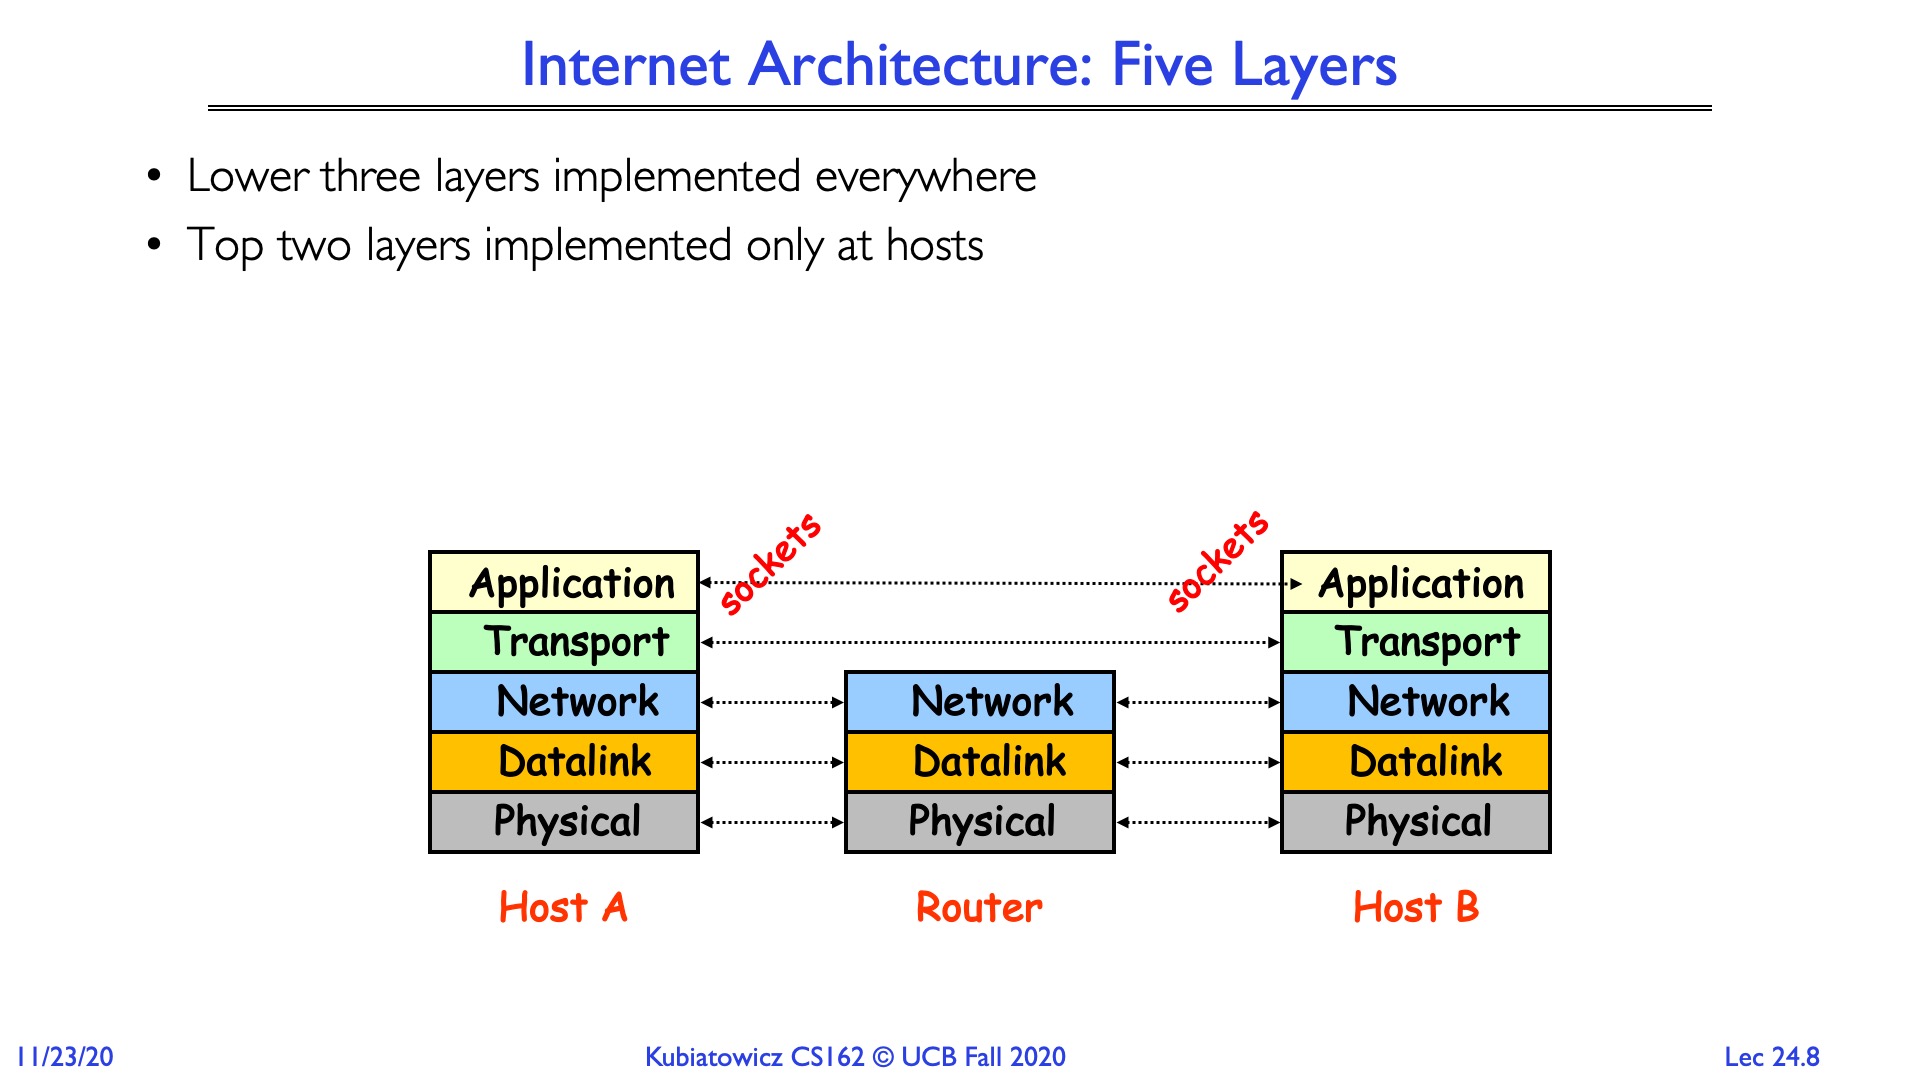 Internet Architecture: Five Layers
• Lower three layers implemented everywhere
• Top two layers implemented only at hosts
sockets sockets
Application Application
Transport Transport
Network Network Network
Datalink Datalink Datalink
Physical Physical Physical
Host A Router Host B
11/23/20 Kubiatowicz CS162 © UCB Fall 2020 Lec 24.8